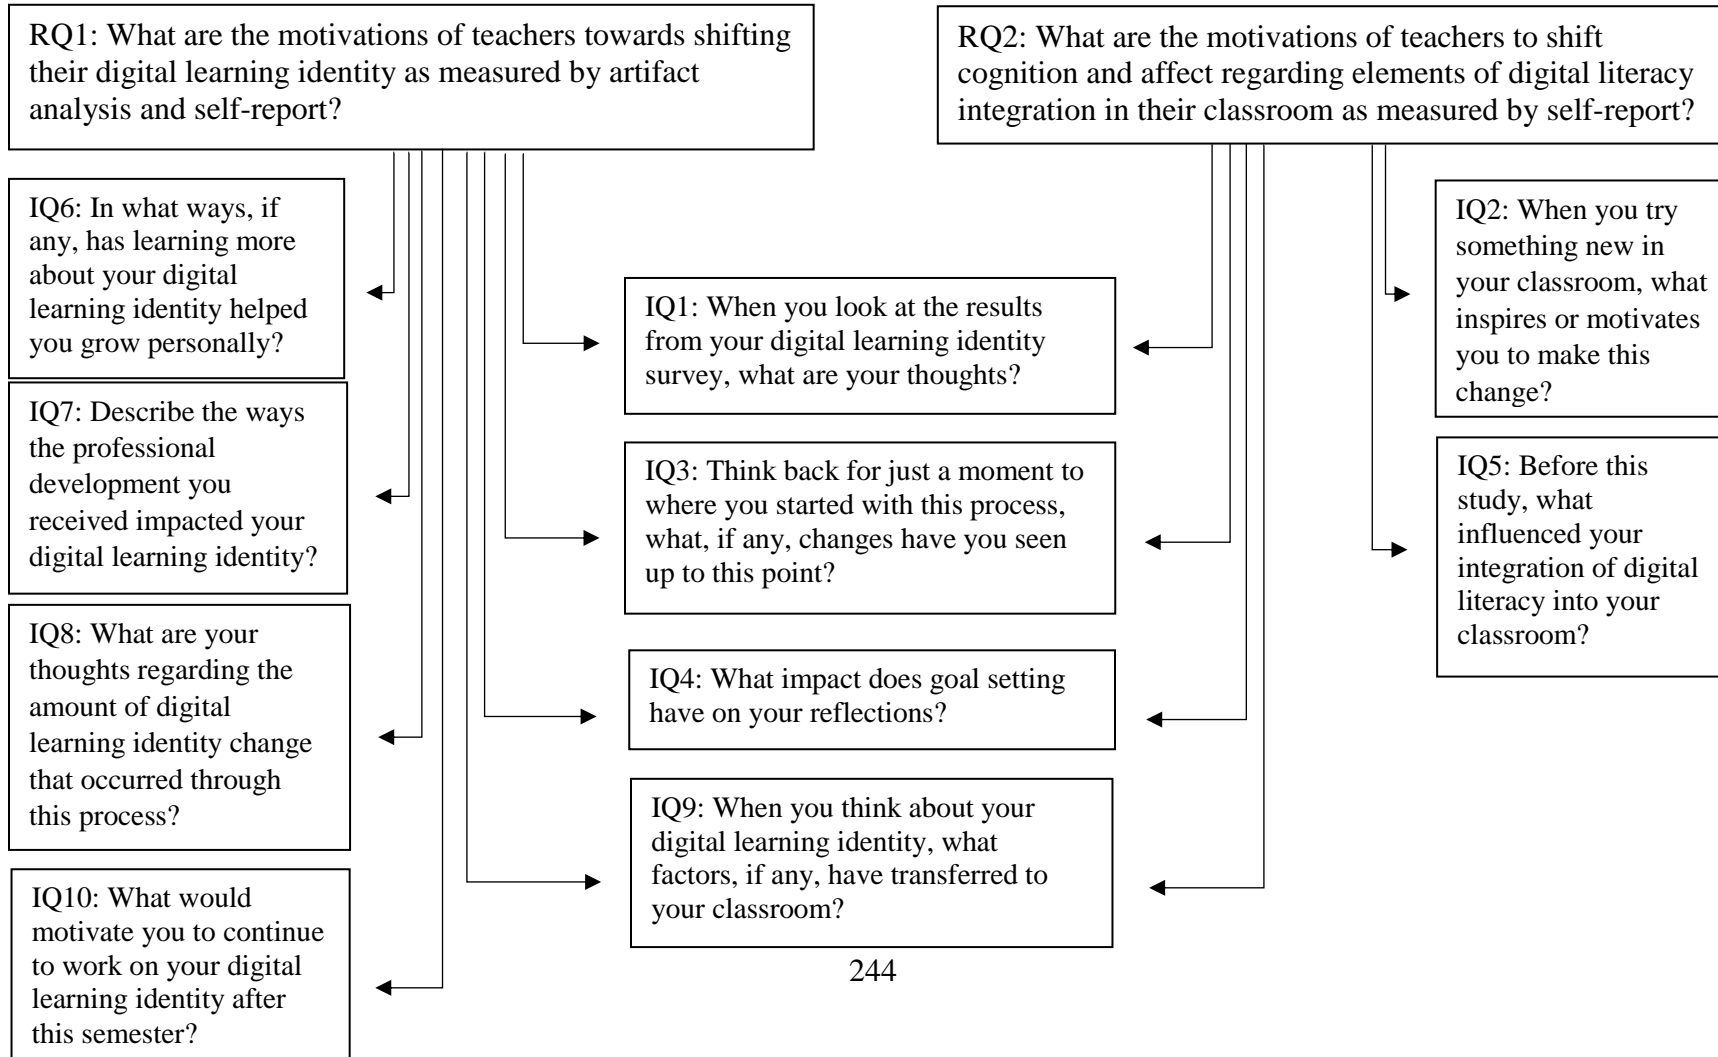 RQ1: What are the motivations of teachers towards shifting
their digital learning identity as measured by artifact
analysis and self-report?
RQ2: What are the motivations of teachers to shift
cognition and affect regarding elements of digital literacy
integration in their classroom as measured by self-report?
IQ6: In what ways, if
any, has learning more
about your digital
learning identity helped
you grow personally?
IQ7: Describe the ways
the professional
development you
received impacted your
digital learning identity?
IQ8: What are your
thoughts regarding the
amount of digital
learning identity change
that occurred through
this process?
IQ10: What would
motivate you to continue
to work on your digital
learning identity after
this semester?
IQ1: When you look at the results
from your digital learning identity
survey, what are your thoughts?
IQ3: Think back for just a moment to
where you started with this process,
what, if any, changes have you seen
up to this point?
IQ4: What impact does goal setting
have on your reflections?
IQ9: When you think about your
digital learning identity, what
factors, if any, have transferred to
your classroom?
IQ2: When you try
something new in
your classroom, what
inspires or motivates
you to make this
change?
IQ5: Before this
study, what
influenced your
integration of digital
literacy into your
classroom?
244